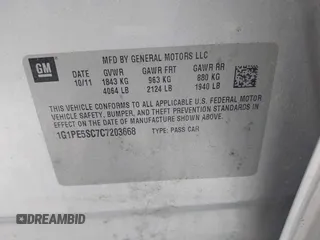 GM
MFD BY GENERAL MOTORS LLC
DATE GVWR GAWR FRT GAWR RR
10/11 1843 KG 963 KG 880 KG
4064 LB 2124 LB 1940 LB
THIS VEHICLE CONFORMS TO ALL APPLICABLE U.S. FEDERAL MOTOR
VEHICLE SAFETY, BUMPER, AND THEFT PREVENTION STANDARDS IN
EFFECT ON THE DATE OF MANUFACTURE SHOWN ABOVE.
1G1PE5SC7C7203668 TYPE: PASS CAR
DREAMBID